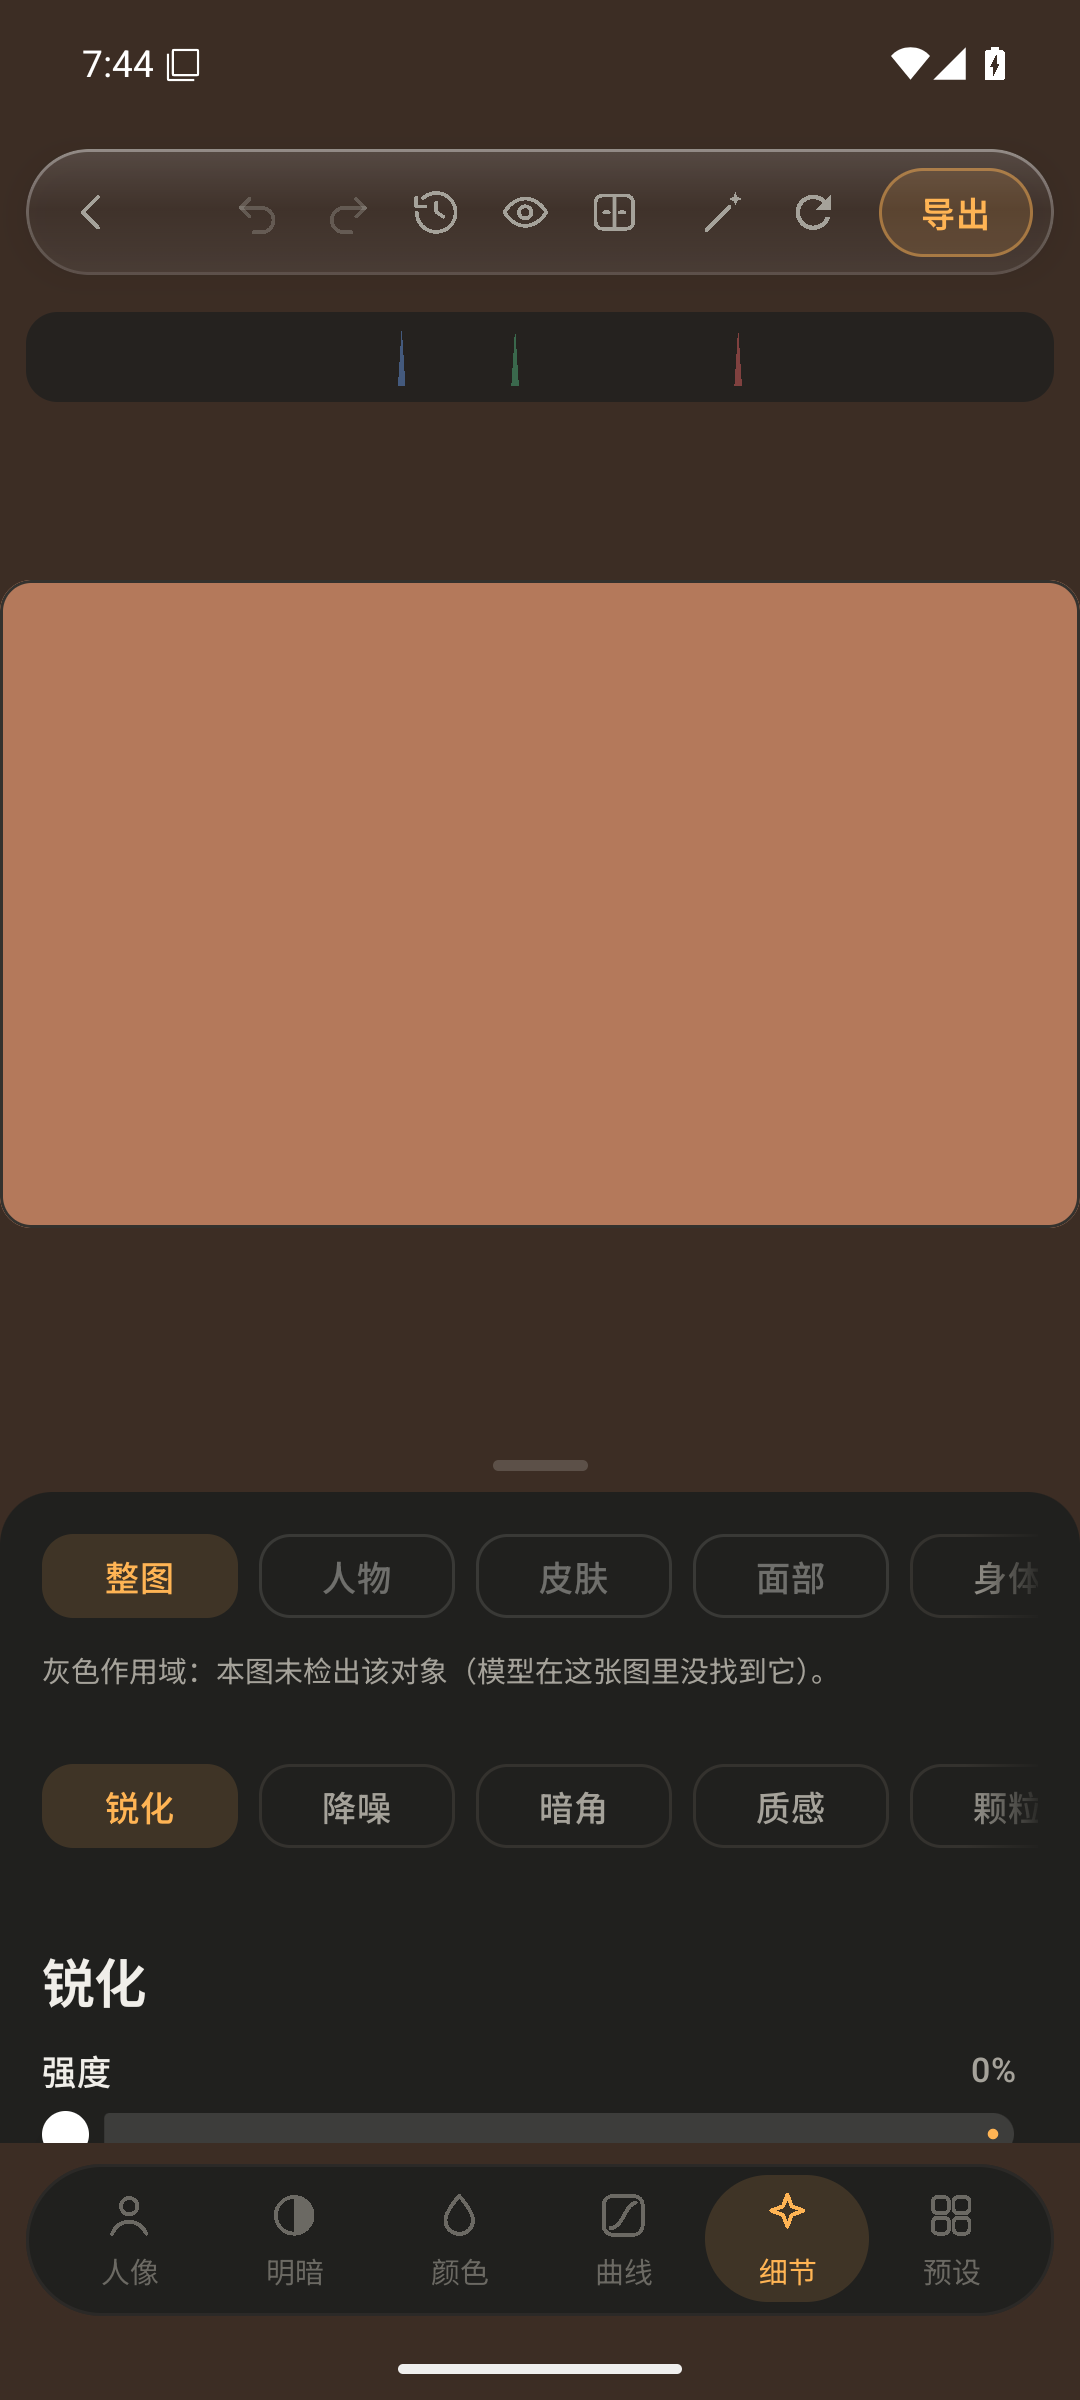 7:44
导出
整图 人物 皮肤 面部 身体
灰色作用域：本图未检出该对象（模型在这张图里没找到它）。
锐化 降噪 暗角 质感 颗粒
锐化
强度 0%
人像 明暗 颜色 曲线 细节 预设